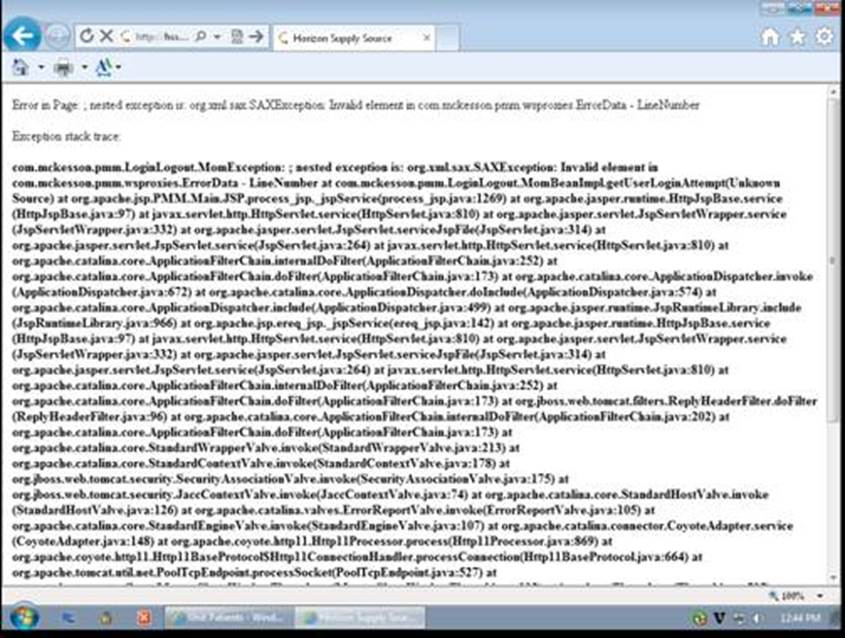 Horizon Supply Source
Error in Page: ; nested exception is: org.xml.sax.SAXException: Invalid element in com.mckesson.pmm.wsproxies.ErrorData - LineNumber
Exception stack trace:
com.mckesson.pmm.LoginLogout.MomException: ; nested exception is: org.xml.sax.SAXException: Invalid element in
com.mckesson.pmm.wsproxies.ErrorData - LineNumber at com.mckesson.pmm.LoginLogout.MomBeanImpl.getUserLoginAttempt(Unknown
Source) at org.apache.jsp.PMM.Main.JSP.process_jsp._jspService(process_jsp.java:1269) at org.apache.jasper.runtime.HttpJspBase.service
(HttpJspBase.java:97) at javax.servlet.http.HttpServlet.service(HttpServlet.java:810) at org.apache.jasper.servlet.JspServletWrapper.service
(JspServletWrapper.java:332) at org.apache.jasper.servlet.JspServlet.serviceJspFile(JspServlet.java:314) at
org.apache.jasper.servlet.JspServlet.service(JspServlet.java:264) at javax.servlet.http.HttpServlet.service(HttpServlet.java:810) at
org.apache.catalina.core.ApplicationFilterChain.internalDoFilter(ApplicationFilterChain.java:252) at
org.apache.catalina.core.ApplicationFilterChain.doFilter(ApplicationFilterChain.java:173) at org.apache.catalina.core.ApplicationDispatcher.invoke
(ApplicationDispatcher.java:672) at org.apache.catalina.core.ApplicationDispatcher.doInclude(ApplicationDispatcher.java:574) at
org.apache.catalina.core.ApplicationDispatcher.include(ApplicationDispatcher.java:499) at org.apache.jasper.runtime.JspRuntimeLibrary.include
(JspRuntimeLibrary.java:966) at org.apache.jsp.ereq_jsp._jspService(ereq_jsp.java:142) at org.apache.jasper.runtime.HttpJspBase.service
(HttpJspBase.java:97) at javax.servlet.http.HttpServlet.service(HttpServlet.java:810) at org.apache.jasper.servlet.JspServletWrapper.service
(JspServletWrapper.java:332) at org.apache.jasper.servlet.JspServlet.serviceJspFile(JspServlet.java:314) at
org.apache.jasper.servlet.JspServlet.service(JspServlet.java:264) at javax.servlet.http.HttpServlet.service(HttpServlet.java:810) at
org.apache.catalina.core.ApplicationFilterChain.internalDoFilter(ApplicationFilterChain.java:252) at
org.apache.catalina.core.ApplicationFilterChain.doFilter(ApplicationFilterChain.java:173) at org.jboss.web.tomcat.filters.ReplyHeaderFilter.doFilter
(ReplyHeaderFilter.java:96) at org.apache.catalina.core.ApplicationFilterChain.internalDoFilter(ApplicationFilterChain.java:202) at
org.apache.catalina.core.ApplicationFilterChain.doFilter(ApplicationFilterChain.java:173) at
org.apache.catalina.core.StandardWrapperValve.invoke(StandardWrapperValve.java:213) at
org.apache.catalina.core.StandardContextValve.invoke(StandardContextValve.java:178) at
org.jboss.web.tomcat.security.SecurityAssociationValve.invoke(SecurityAssociationValve.java:175) at
org.jboss.web.tomcat.security.JaccContextValve.invoke(JaccContextValve.java:74) at org.apache.catalina.core.StandardHostValve.invoke
(StandardHostValve.java:126) at org.apache.catalina.valves.ErrorReportValve.invoke(ErrorReportValve.java:105) at
org.apache.catalina.core.StandardEngineValve.invoke(StandardEngineValve.java:107) at org.apache.catalina.connector.CoyoteAdapter.service
(CoyoteAdapter.java:148) at org.apache.coyote.http11.Http11Processor.process(Http11Processor.java:869) at
org.apache.coyote.http11.Http11BaseProtocol$Http11ConnectionHandler.processConnection(Http11BaseProtocol.java:664) at
org.apache.tomcat.util.net.PoolTcpEndpoint.processSocket(PoolTcpEndpoint.java:527) at
100%
Unit Patients - Wind... Horizon Supply Sour... 12:44 PM